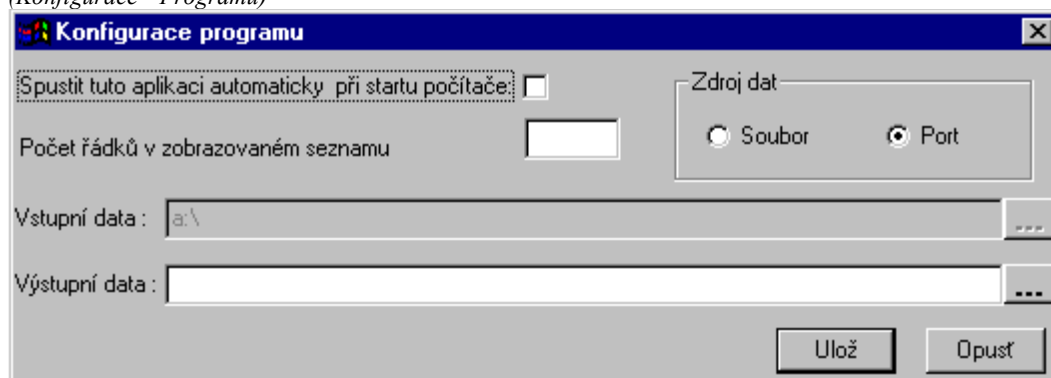 (Konfigurace - Programu)
Konfigurace programu
Spustit tuto aplikaci automaticky při startu počítače:
Zdroj dat
Soubor
Port
Počet řádků v zobrazovaném seznamu
Vstupní data :
a:\
...
Výstupní data :
...
Ulož
Opusť